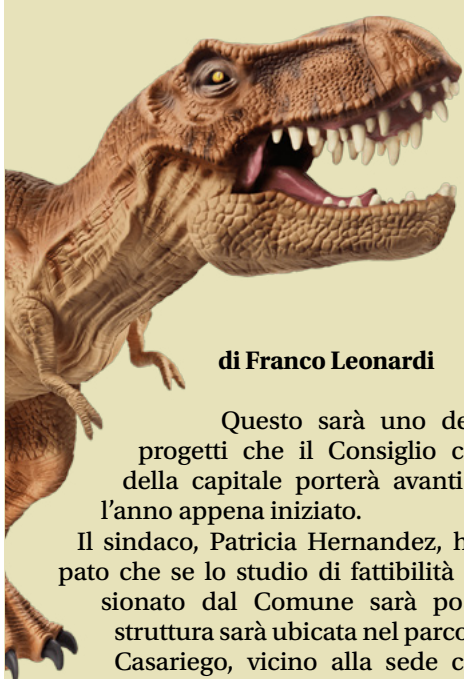 di Franco Leonardi
Questo sarà uno de
progetti che il Consiglio c
della capitale porterà avanti
l’anno appena iniziato.
Il sindaco, Patricia Hernandez, h
pato che se lo studio di fattibilità
sionato dal Comune sarà po
struttura sarà ubicata nel parco
Casariego, vicino alla sede c